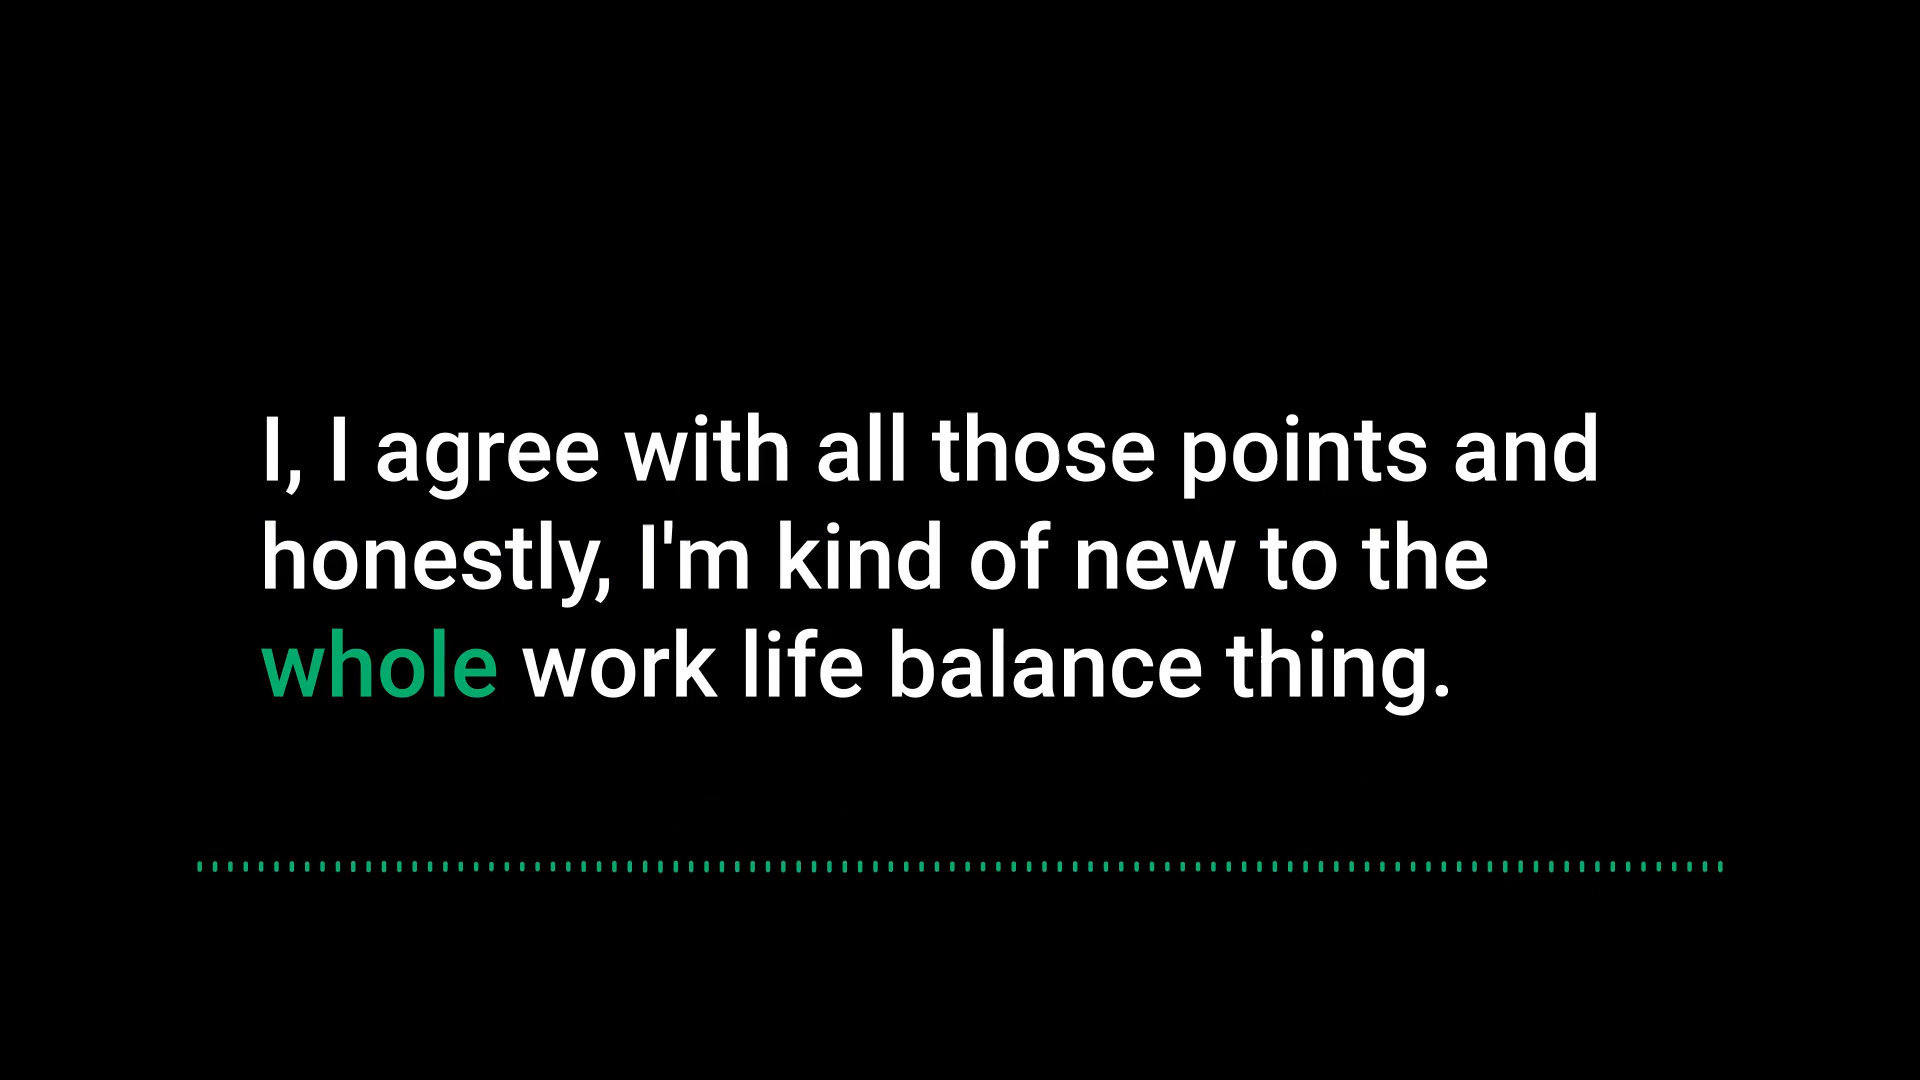 I, I agree with all those points and
honestly, I'm kind of new to the
whole work life balance thing.